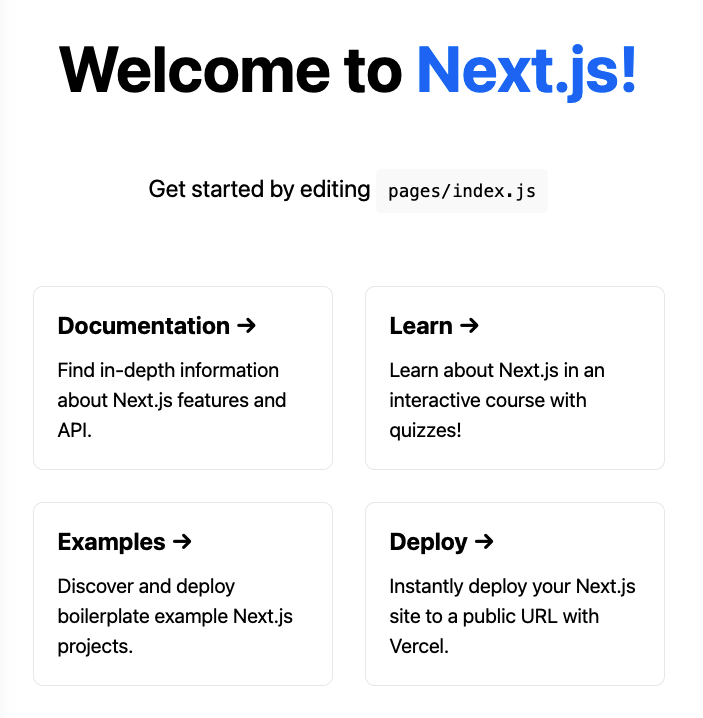 Welcome to Next.js!
Get started by editing pages/index.js
Documentation →
Find in-depth information
about Next.js features and
API.
Learn →
Learn about Next.js in an
interactive course with
quizzes!
Examples →
Discover and deploy
boilerplate example Next.js
projects.
Deploy →
Instantly deploy your Next.js
site to a public URL with
Vercel.